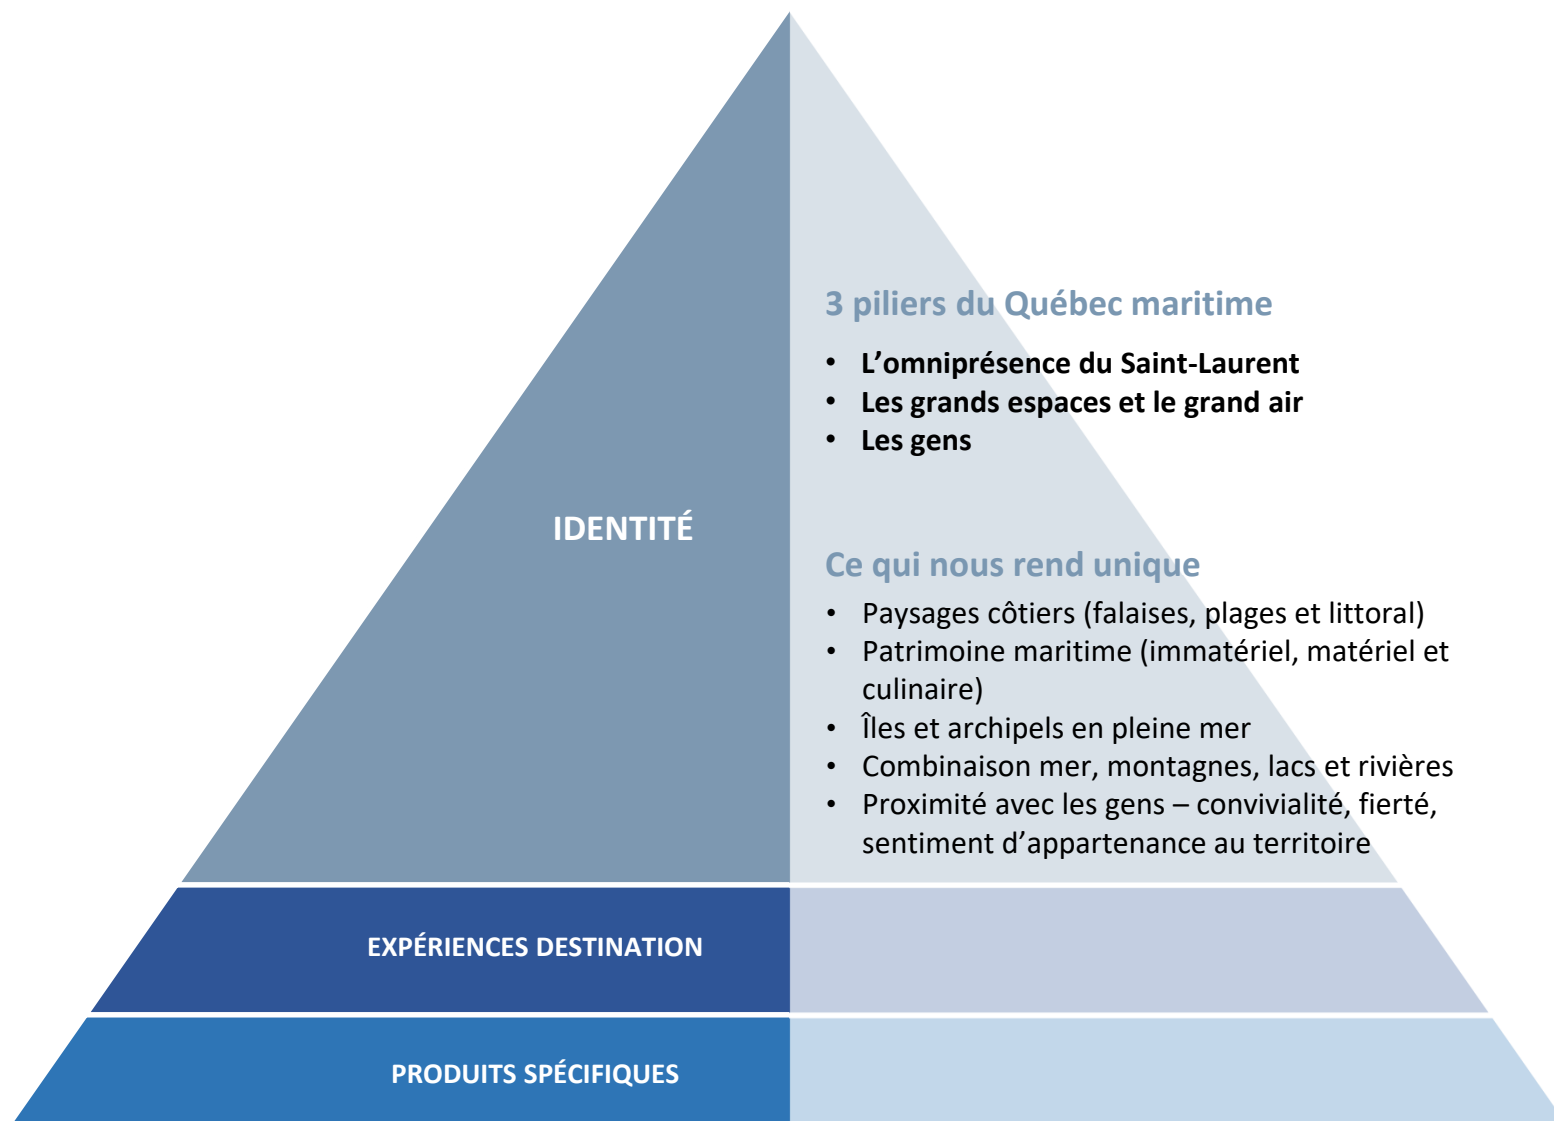 3 piliers du Québec maritime
• L’omniprésence du Saint-Laurent
• Les grands espaces et le grand air
• Les gens
IDENTITÉ
Ce qui nous rend unique
• Paysages côtiers (falaises, plages et littoral)
• Patrimoine maritime (immatériel, matériel et
culinaire)
• Îles et archipels en pleine mer
• Combinaison mer, montagnes, lacs et rivières
• Proximité avec les gens – convivialité, fierté,
sentiment d’appartenance au territoire
EXPÉRIENCES DESTINATION
PRODUITS SPÉCIFIQUES